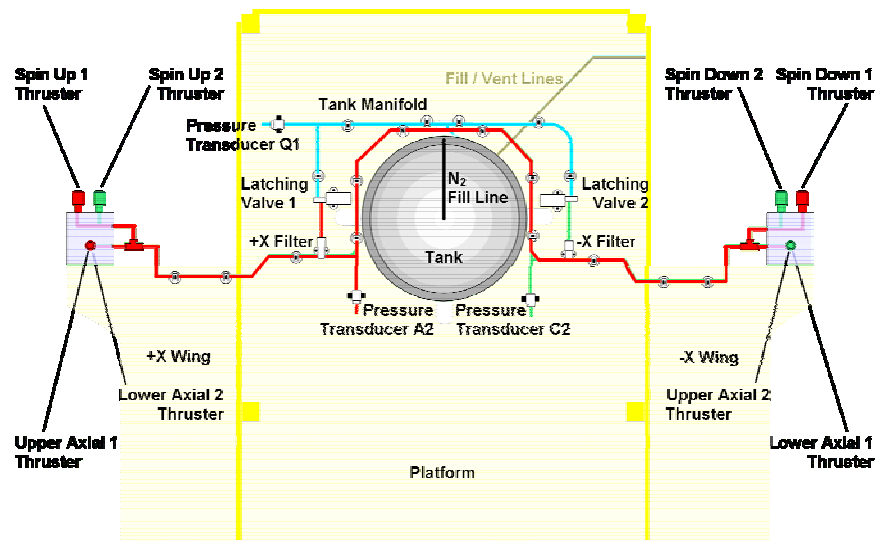 Spin Up 1
Thruster
Spin Up 2
Thruster
Fill / Vent Lines
Spin Down 2
Thruster
Spin Down 1
Thruster
Tank Manifold
Pressure
Transducer Q1
Latching
Valve 1
N2
Fill Line
Latching
Valve 2
+X Filter
Tank
-X Filter
Pressure
Transducer A2
Pressure
Transducer C2
+X Wing
-X Wing
Lower Axial 2
Thruster
Upper Axial 2
Thruster
Upper Axial 1
Thruster
Lower Axial 1
Thruster
Platform